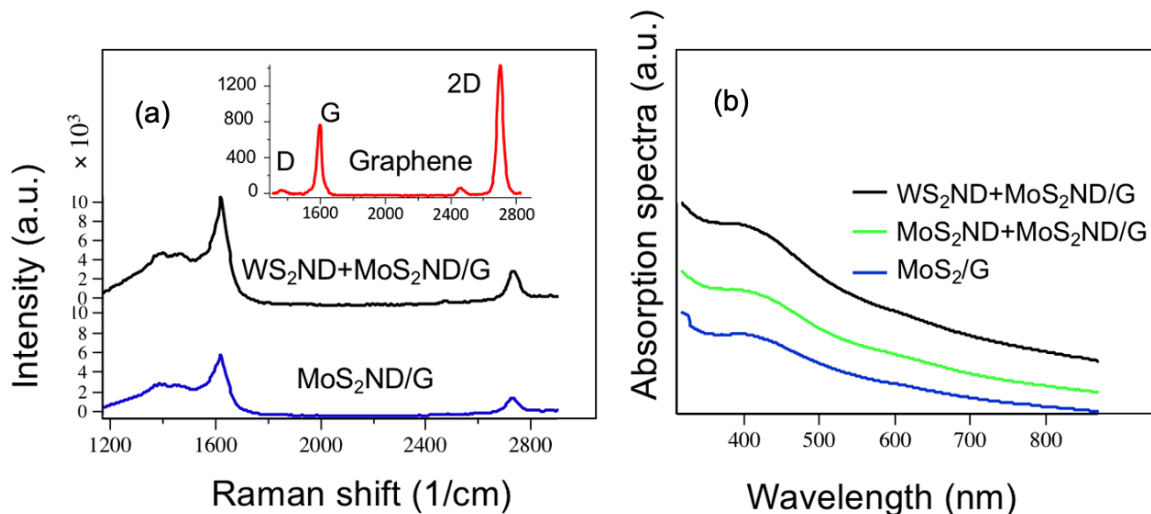 (a)
Intensity (a.u.)
× 10³
10
8
6
4
2
0
10
8
6
4
2
0
1200
1600
2000
2400
2800
Raman shift (1/cm)
WS₂ND+MoS₂ND/G
MoS₂ND/G
1200
800
400
0
1600
2000
2400
2800
D
G
Graphene
2D
(b)
Absorption spectra (a.u.)
WS₂ND+MoS₂ND/G
MoS₂ND+MoS₂ND/G
MoS₂/G
400
500
600
700
800
Wavelength (nm)